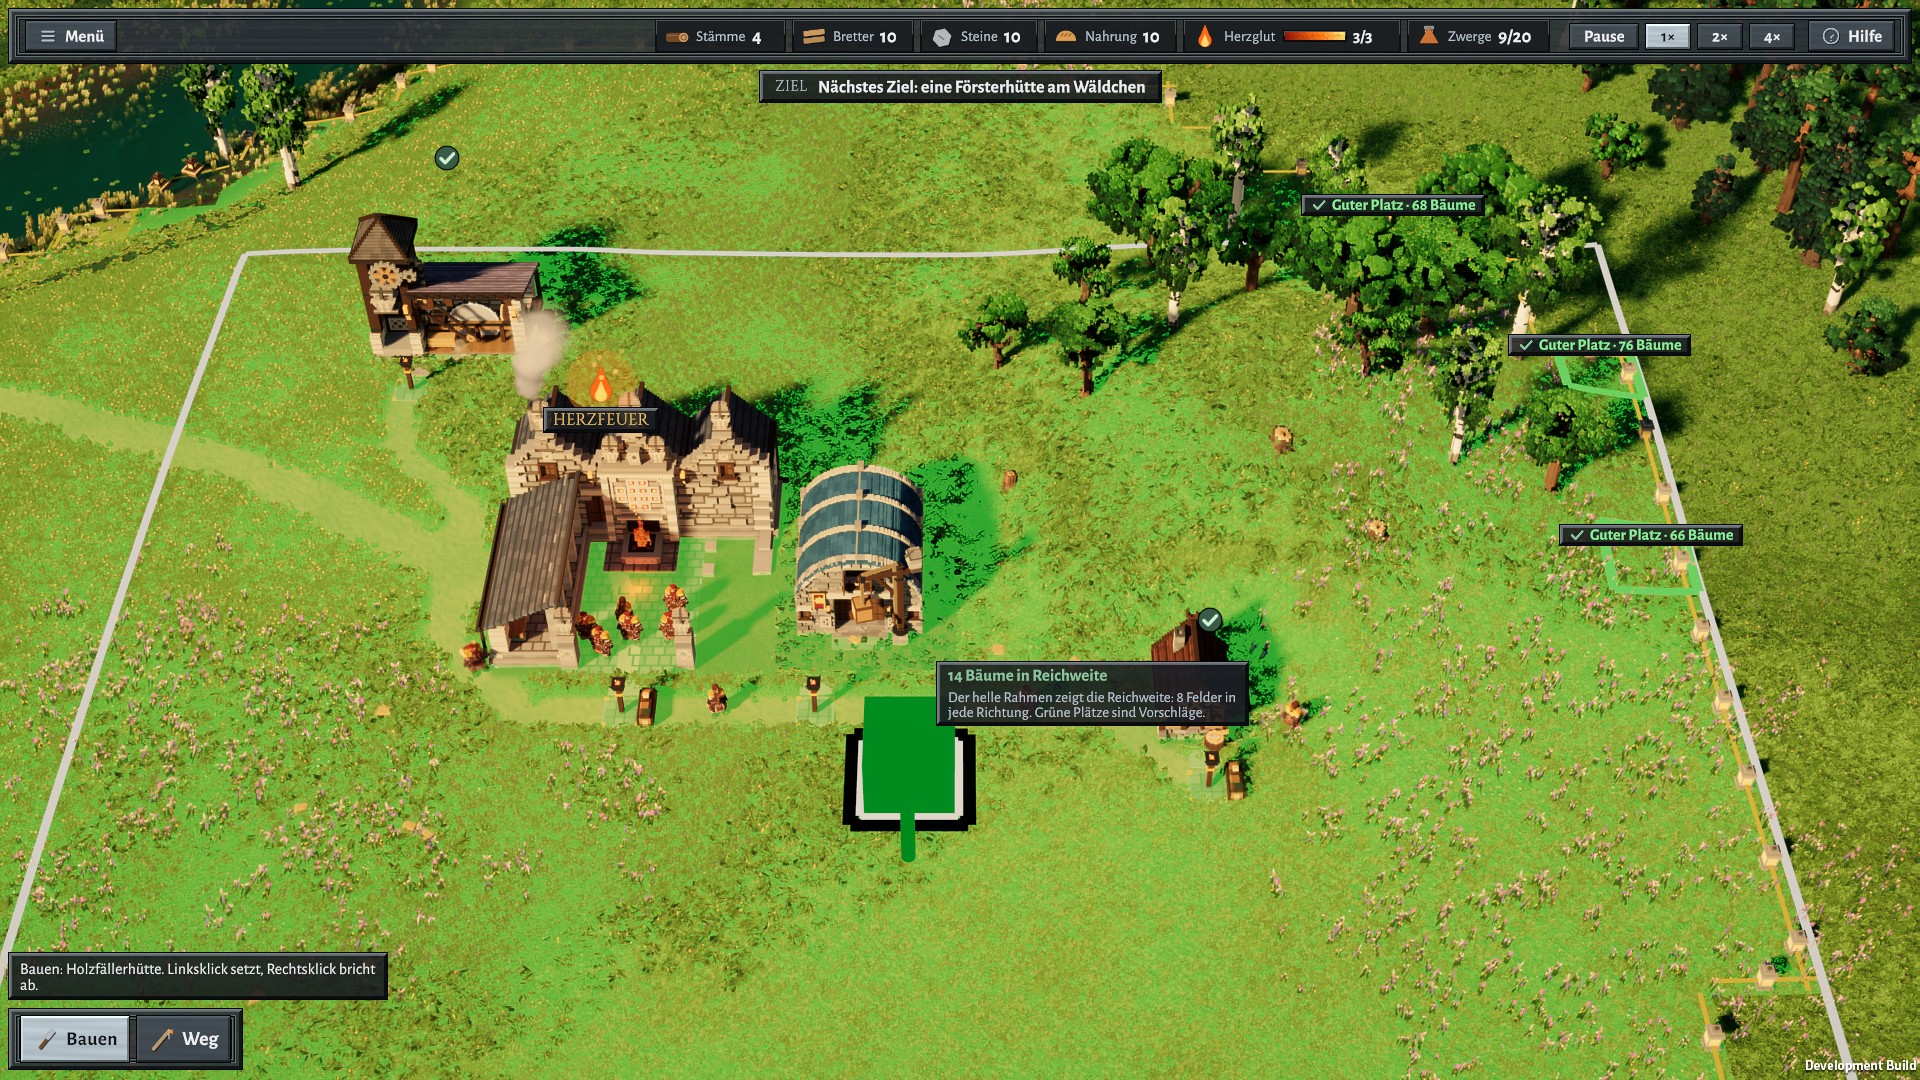 Menü
Stämme 4
Bretter 10
Steine 10
Nahrung 10
Herzglut 3/3
Zwerge 9/20
Pause
1×
2×
4×
Hilfe
ZIEL Nächstes Ziel: eine Försterhütte am Wäldchen
Guter Platz · 68 Bäume
Guter Platz · 76 Bäume
HERZFEUER
Guter Platz · 66 Bäume
14 Bäume in Reichweite
Der helle Rahmen zeigt die Reichweite: 8 Felder in
jede Richtung. Grüne Plätze sind Vorschläge.
Bauen: Holzfällerhütte. Linksklick setzt, Rechtsklick bricht
ab.
Bauen
Weg
Development Build